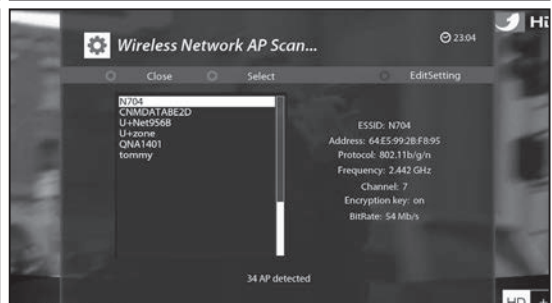 Wireless Network AP Scan...
23:04
Hi
Close
Select
EditSetting
N704
CNMDATABE2D
U+Net956B
U+zone
QNA1401
tommy
ESSID: N704
Address: 64:E5:99:2B:F8:95
Protocol: 802.11b/g/n
Frequency: 2.442 GHz
Channel: 7
Encryption key: on
BitRate: 54 Mb/s
34 AP detected
HD